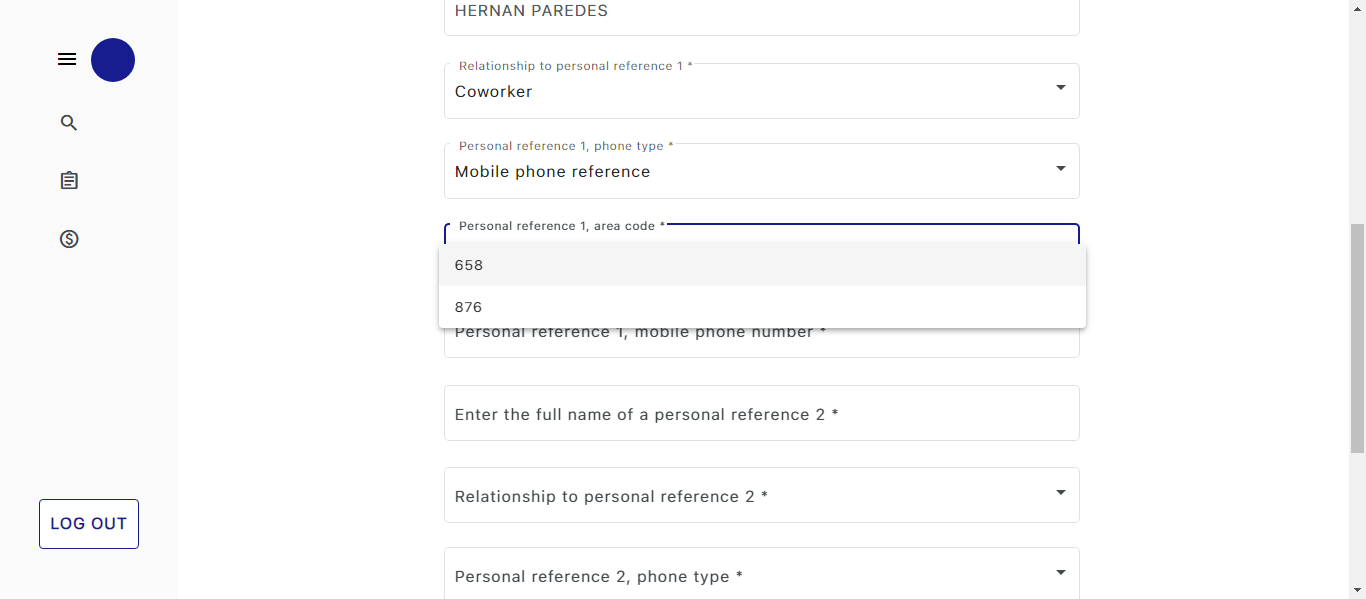 HERNAN PAREDES
Relationship to personal reference 1 *
Coworker
Personal reference 1, phone type *
Mobile phone reference
Personal reference 1, area code *
658
876
Personal reference 1, mobile phone number *
Enter the full name of a personal reference 2 *
Relationship to personal reference 2 *
LOG OUT
Personal reference 2, phone type *